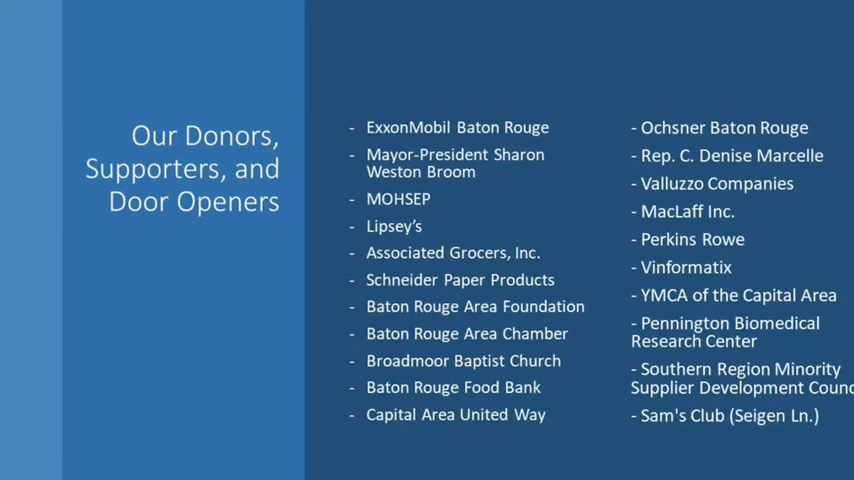 Our Donors,
Supporters, and
Door Openers
- ExxonMobil Baton Rouge
- Mayor-President Sharon
Weston Broom
- MOHSEP
- Lipsey's
- Associated Grocers, Inc.
- Schneider Paper Products
- Baton Rouge Area Foundation
- Baton Rouge Area Chamber
- Broadmoor Baptist Church
- Baton Rouge Food Bank
- Capital Area United Way
- Ochsner Baton Rouge
- Rep. C. Denise Marcelle
- Valluzzo Companies
- MacLaff Inc.
- Perkins Rowe
- Vinformatix
- YMCA of the Capital Area
- Pennington Biomedical
Research Center
- Southern Region Minority
Supplier Development Counc
- Sam's Club (Seigen Ln.)